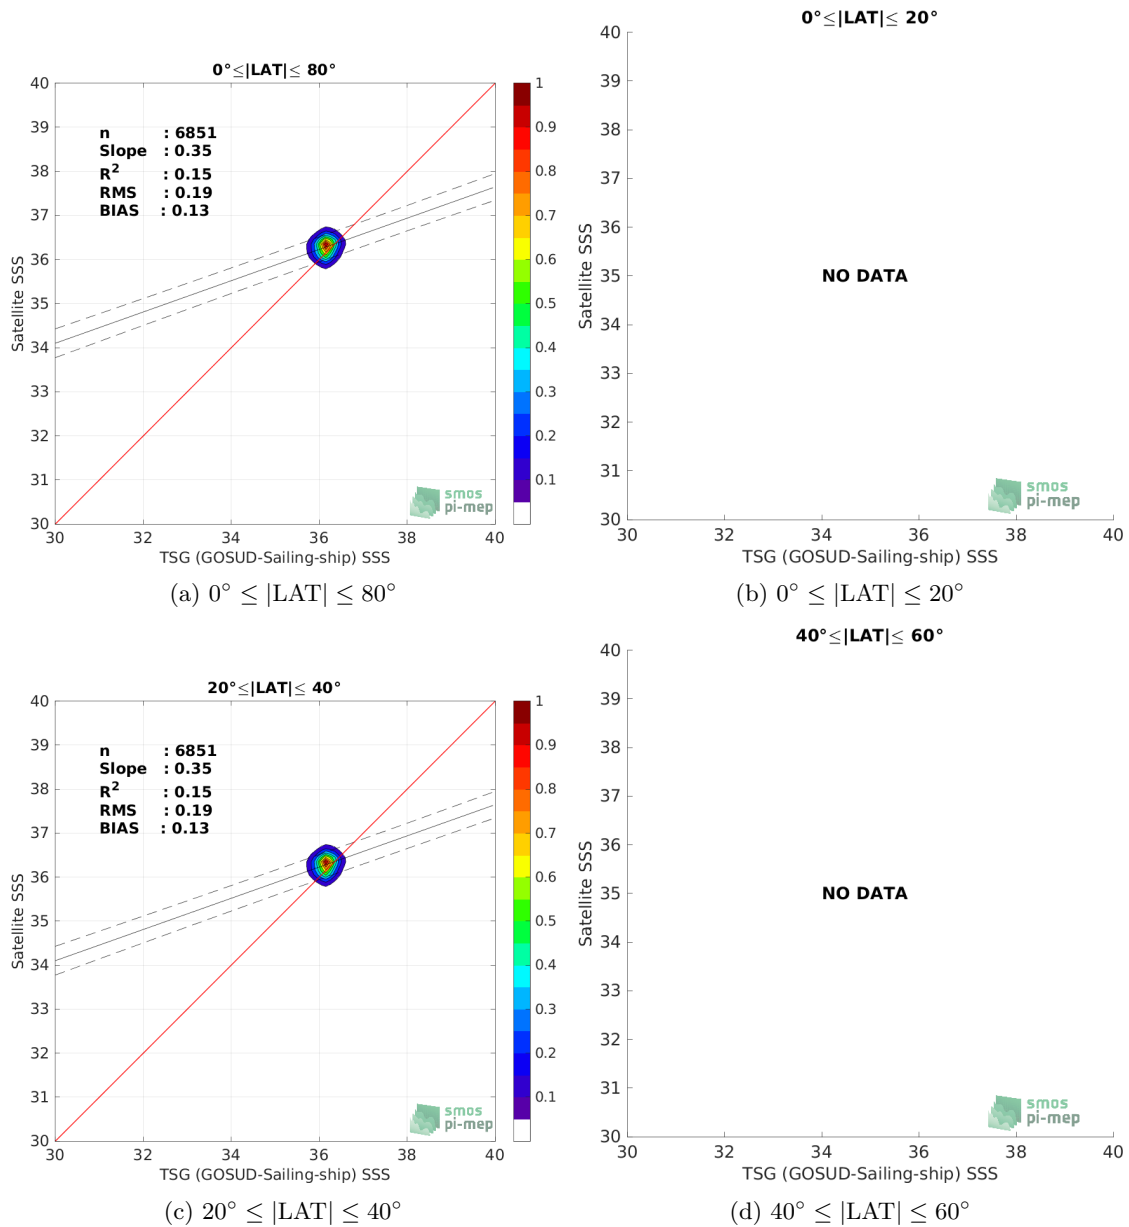 0°≤|LAT|≤ 80°
40
39
38
37
36
35
34
33
32
31
30
Satellite SSS
n : 6851
Slope : 0.35
R² : 0.15
RMS : 0.19
BIAS : 0.13
smos
pi-mep
30 32 34 36 38 40
TSG (GOSUD-Sailing-ship) SSS
1
0.9
0.8
0.7
0.6
0.5
0.4
0.3
0.2
0.1
(a) 0° ≤ |LAT| ≤ 80°
0°≤|LAT|≤ 20°
40
39
38
37
36
35
34
33
32
31
30
Satellite SSS
NO DATA
smos
pi-mep
30 32 34 36 38 40
TSG (GOSUD-Sailing-ship) SSS
(b) 0° ≤ |LAT| ≤ 20°
20°≤|LAT|≤ 40°
40
39
38
37
36
35
34
33
32
31
30
Satellite SSS
n : 6851
Slope : 0.35
R² : 0.15
RMS : 0.19
BIAS : 0.13
smos
pi-mep
30 32 34 36 38 40
TSG (GOSUD-Sailing-ship) SSS
1
0.9
0.8
0.7
0.6
0.5
0.4
0.3
0.2
0.1
(c) 20° ≤ |LAT| ≤ 40°
40°≤|LAT|≤ 60°
40
39
38
37
36
35
34
33
32
31
30
Satellite SSS
NO DATA
smos
pi-mep
30 32 34 36 38 40
TSG (GOSUD-Sailing-ship) SSS
(d) 40° ≤ |LAT| ≤ 60°